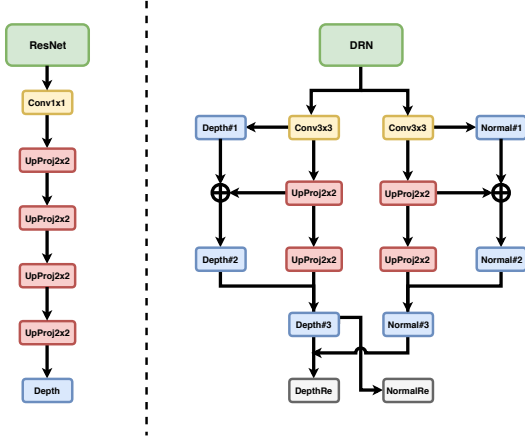 ResNet
Conv1x1
UpProj2x2
UpProj2x2
UpProj2x2
UpProj2x2
Depth
DRN
Depth#1
Conv3x3
Conv3x3
Normal#1
UpProj2x2
UpProj2x2
Depth#2
UpProj2x2
UpProj2x2
Normal#2
Depth#3
Normal#3
DepthRe
NormalRe